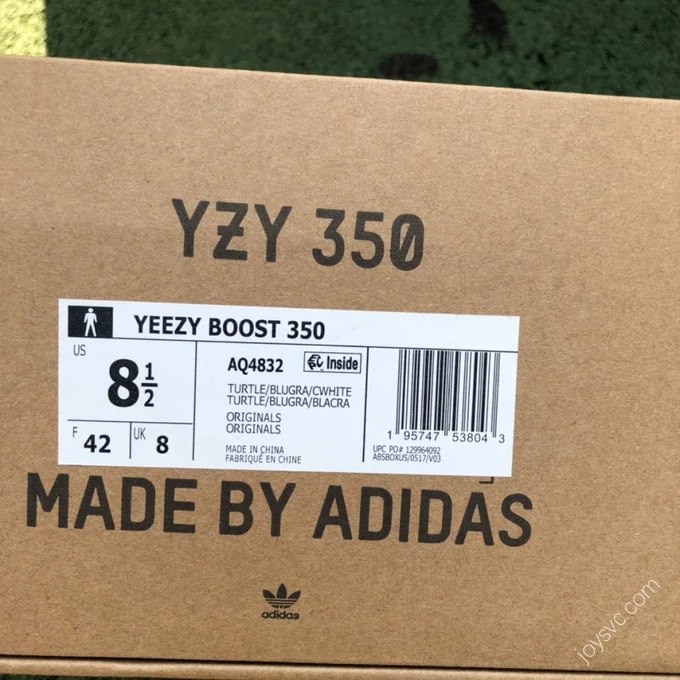 YZY 350
YEEZY BOOST 350
US
8 1/2
F
42
UK
8
AQ4832
Inside
TURTLE/BLUGRA/CWHITE
TURTLE/BLUGRA/BLACRA
ORIGINALS
ORIGINALS
MADE IN CHINA
FABRIQUÉ EN CHINE
1 95747 53804 3
UPC PO# 129964092
ABSBOXUS/0517/V03
MADE BY ADIDAS
adidas
joysvc.com